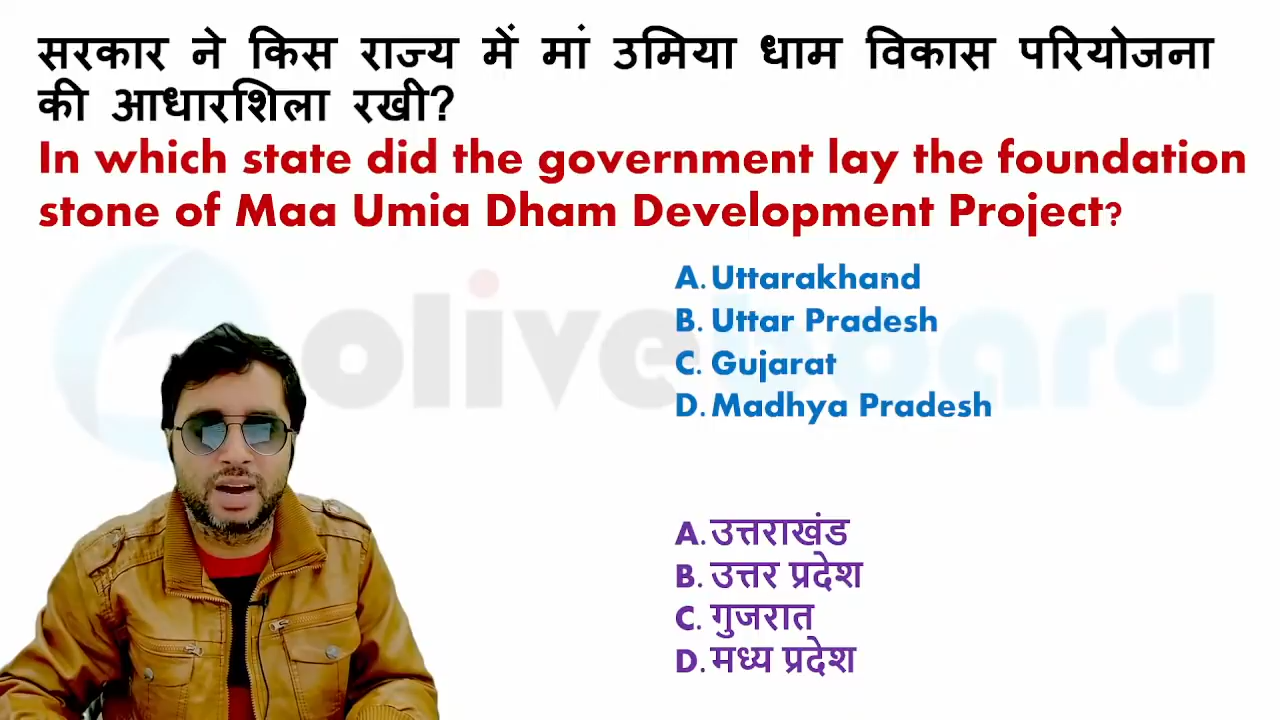 सरकार ने किस राज्य में मां उमिया धाम विकास परियोजना
की आधारशिला रखी?
In which state did the government lay the foundation
stone of Maa Umia Dham Development Project?
oliveboard
A. Uttarakhand
B. Uttar Pradesh
C. Gujarat
D. Madhya Pradesh
A. उत्तराखंड
B. उत्तर प्रदेश
C. गुजरात
D. मध्य प्रदेश